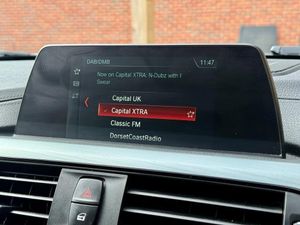 DAB/DMB
11:47
Now on Capital XTRA: N-Dubz with I
Swear
Capital UK
Capital XTRA
Classic FM
DorsetCoastRadio